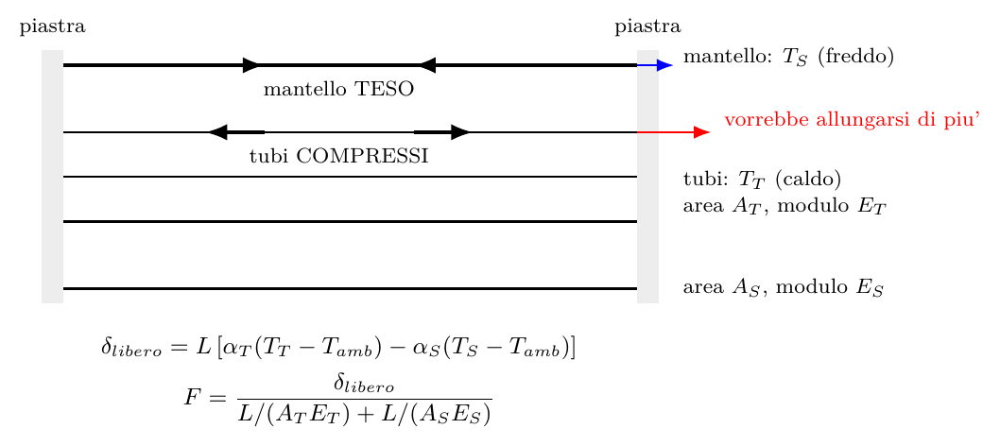 piastra
piastra
mantello: $T_S$ (freddo)
mantello TESO
vorrebbe allungarsi di piu'
tubi COMPRESSI
tubi: $T_T$ (caldo)
area $A_T$, modulo $E_T$
area $A_S$, modulo $E_S$
$\delta_{libero} = L\,[\alpha_T(T_T - T_{amb}) - \alpha_S(T_S - T_{amb})]$
$F = \dfrac{\delta_{libero}}{L/(A_T E_T) + L/(A_S E_S)}$